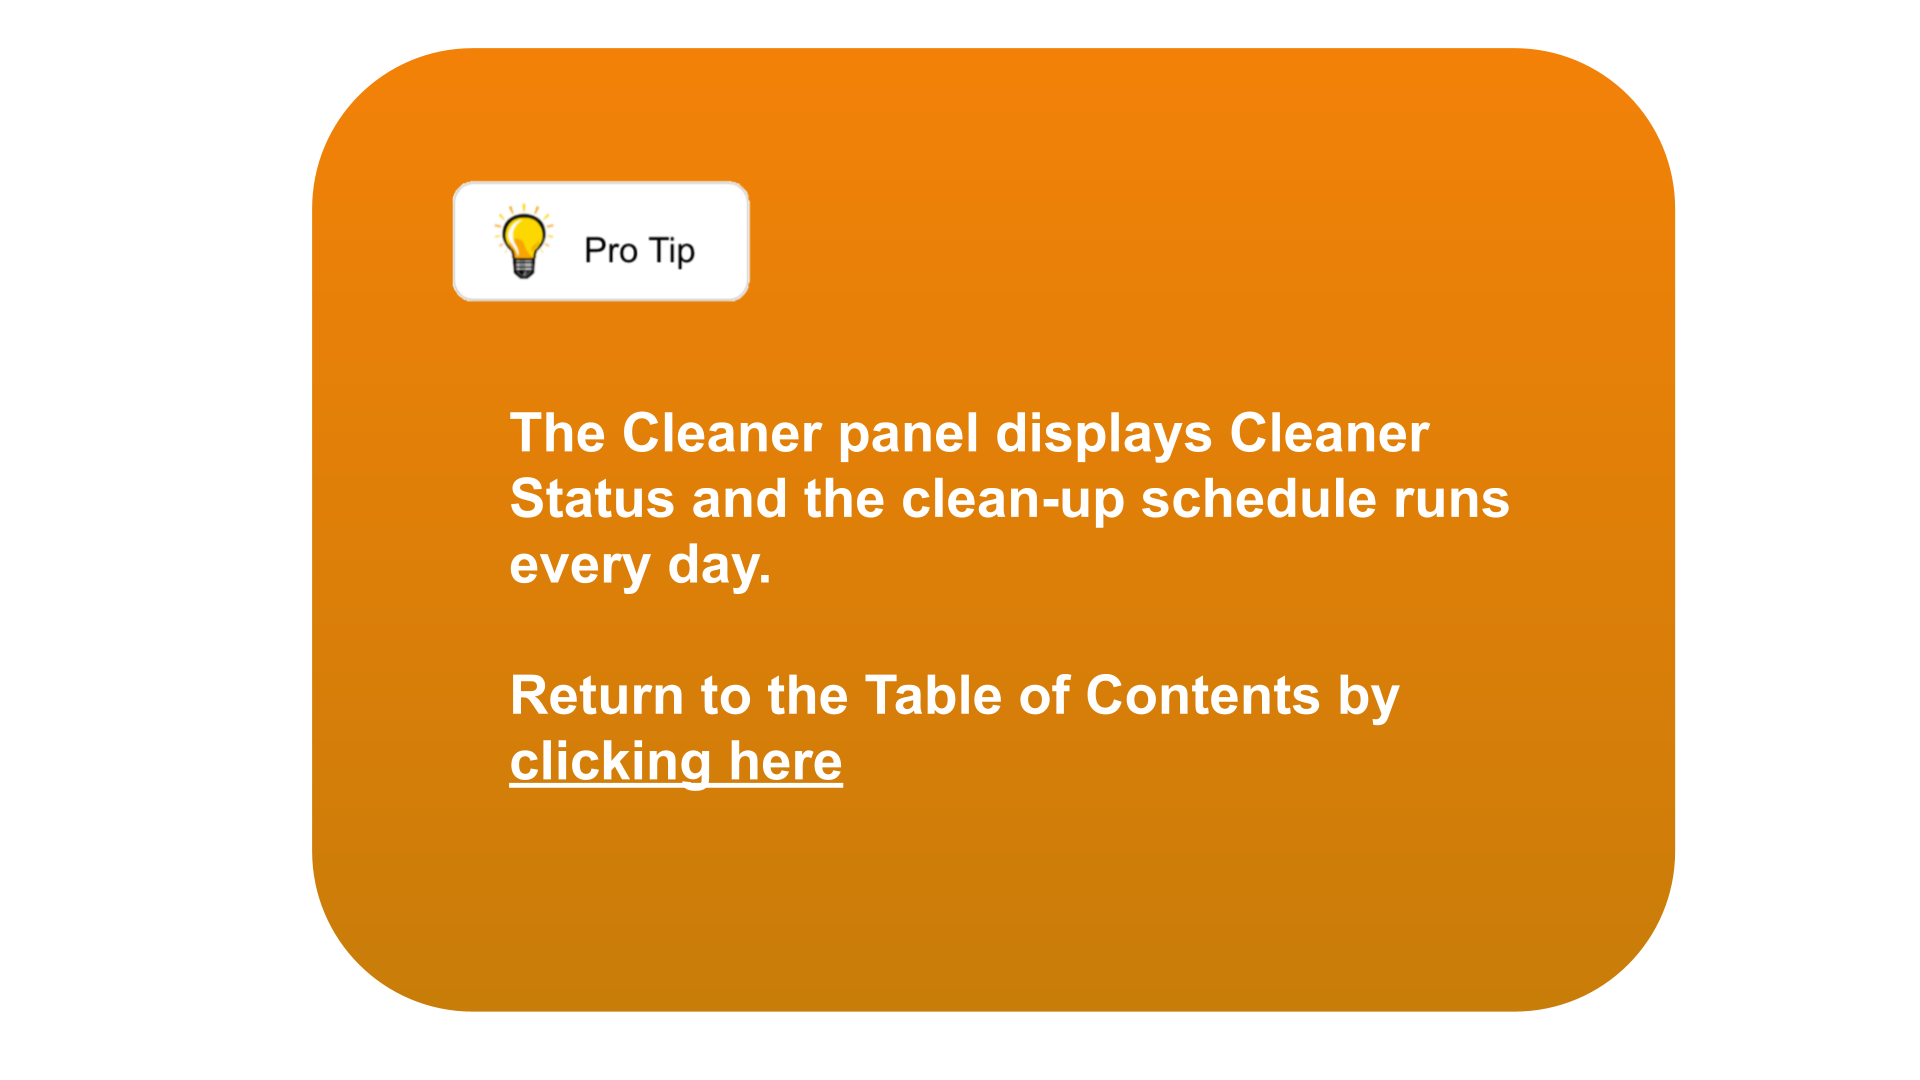 Pro Tip
The Cleaner panel displays Cleaner
Status and the clean-up schedule runs
every day.
Return to the Table of Contents by
clicking here